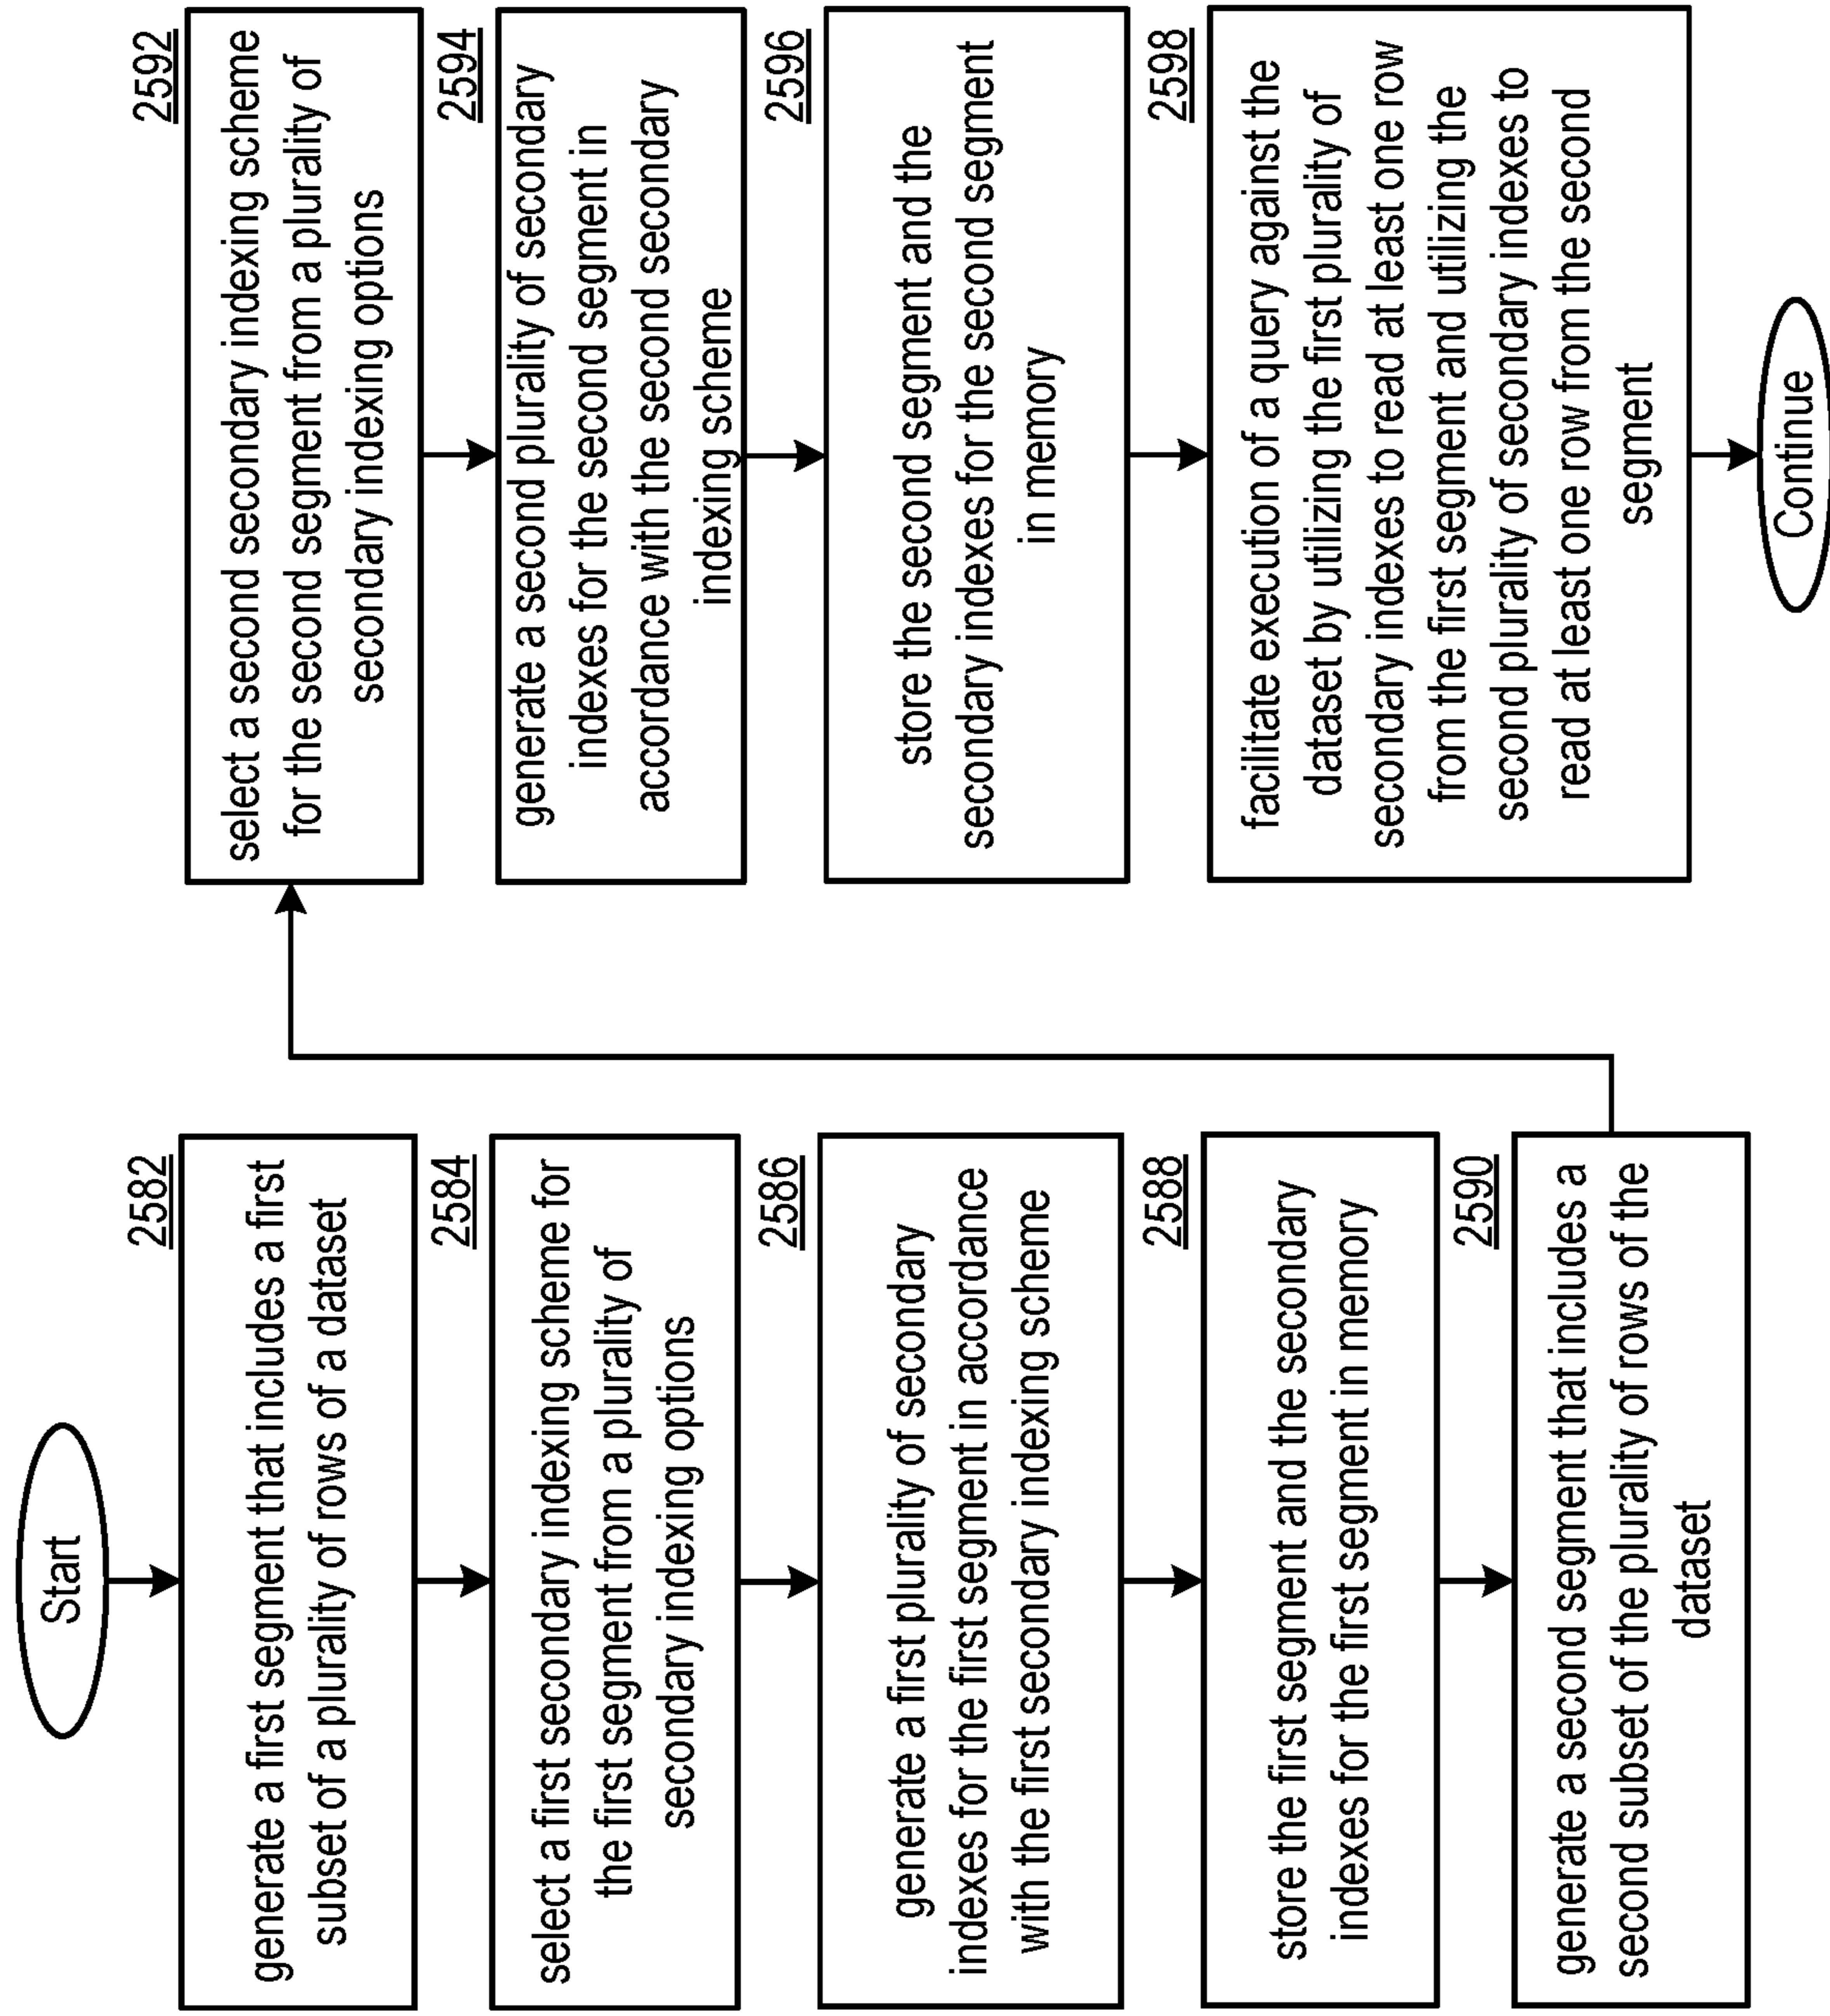 Start
2582
generate a first segment that includes a first
subset of a plurality of rows of a dataset
2584
select a first secondary indexing scheme for
the first segment from a plurality of
secondary indexing options
2586
generate a first plurality of secondary
indexes for the first segment in accordance
with the first secondary indexing scheme
2588
store the first segment and the secondary
indexes for the first segment in memory
2590
generate a second segment that includes a
second subset of the plurality of rows of the
dataset
2592
select a second secondary indexing scheme
for the second segment from a plurality of
secondary indexing options
2594
generate a second plurality of secondary
indexes for the second segment in
accordance with the second secondary
indexing scheme
2596
store the second segment and the
secondary indexes for the second segment
in memory
2598
facilitate execution of a query against the
dataset by utilizing the first plurality of
secondary indexes to read at least one row
from the first segment and utilizing the
second plurality of secondary indexes to
read at least one row from the second
segment
Continue